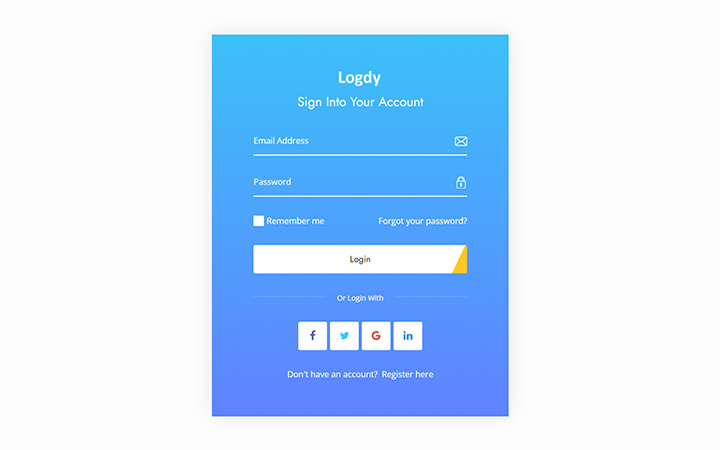 Logdy
Sign Into Your Account
Email Address
Password
Remember me Forgot your password?
Login
Or Login With
f G in
Don't have an account? Register here